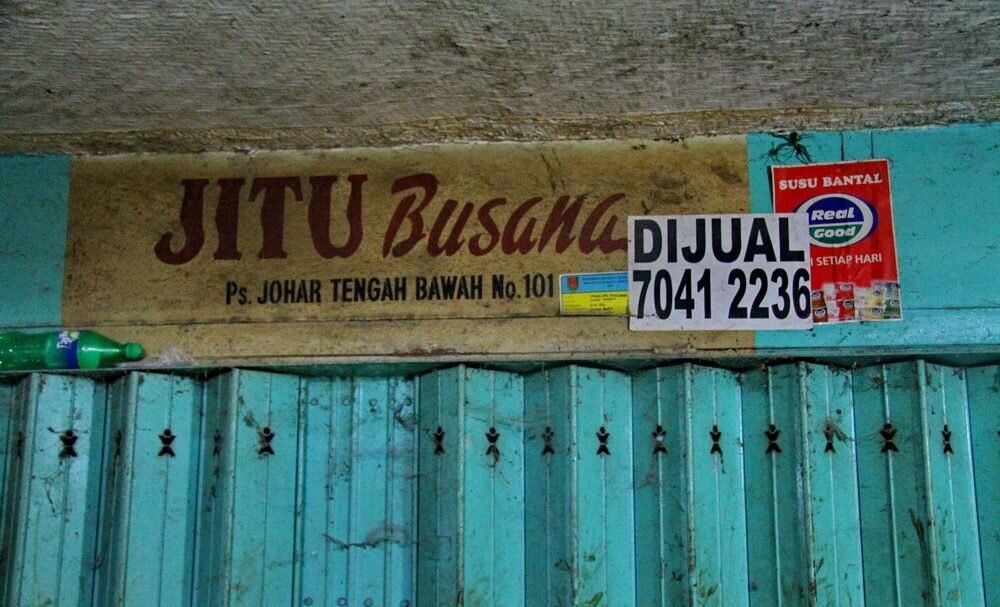 JITU Busana
Ps. JOHAR TENGAH BAWAH No. 101
DIJUAL
7041 2236
SUSU BANTAL
Real
Good
SETIAP HARI